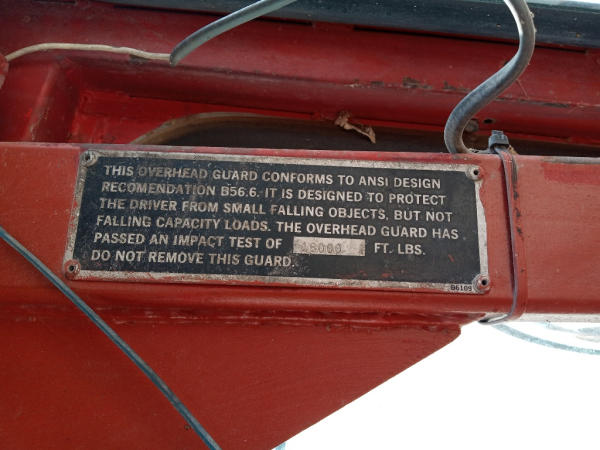 THIS OVERHEAD GUARD CONFORMS TO ANSI DESIGN
RECOMENDATION B56.6. IT IS DESIGNED TO PROTECT
THE DRIVER FROM SMALL FALLING OBJECTS, BUT NOT
FALLING CAPACITY LOADS. THE OVERHEAD GUARD HAS
PASSED AN IMPACT TEST OF 16000 FT. LBS.
DO NOT REMOVE THIS GUARD.
B6109